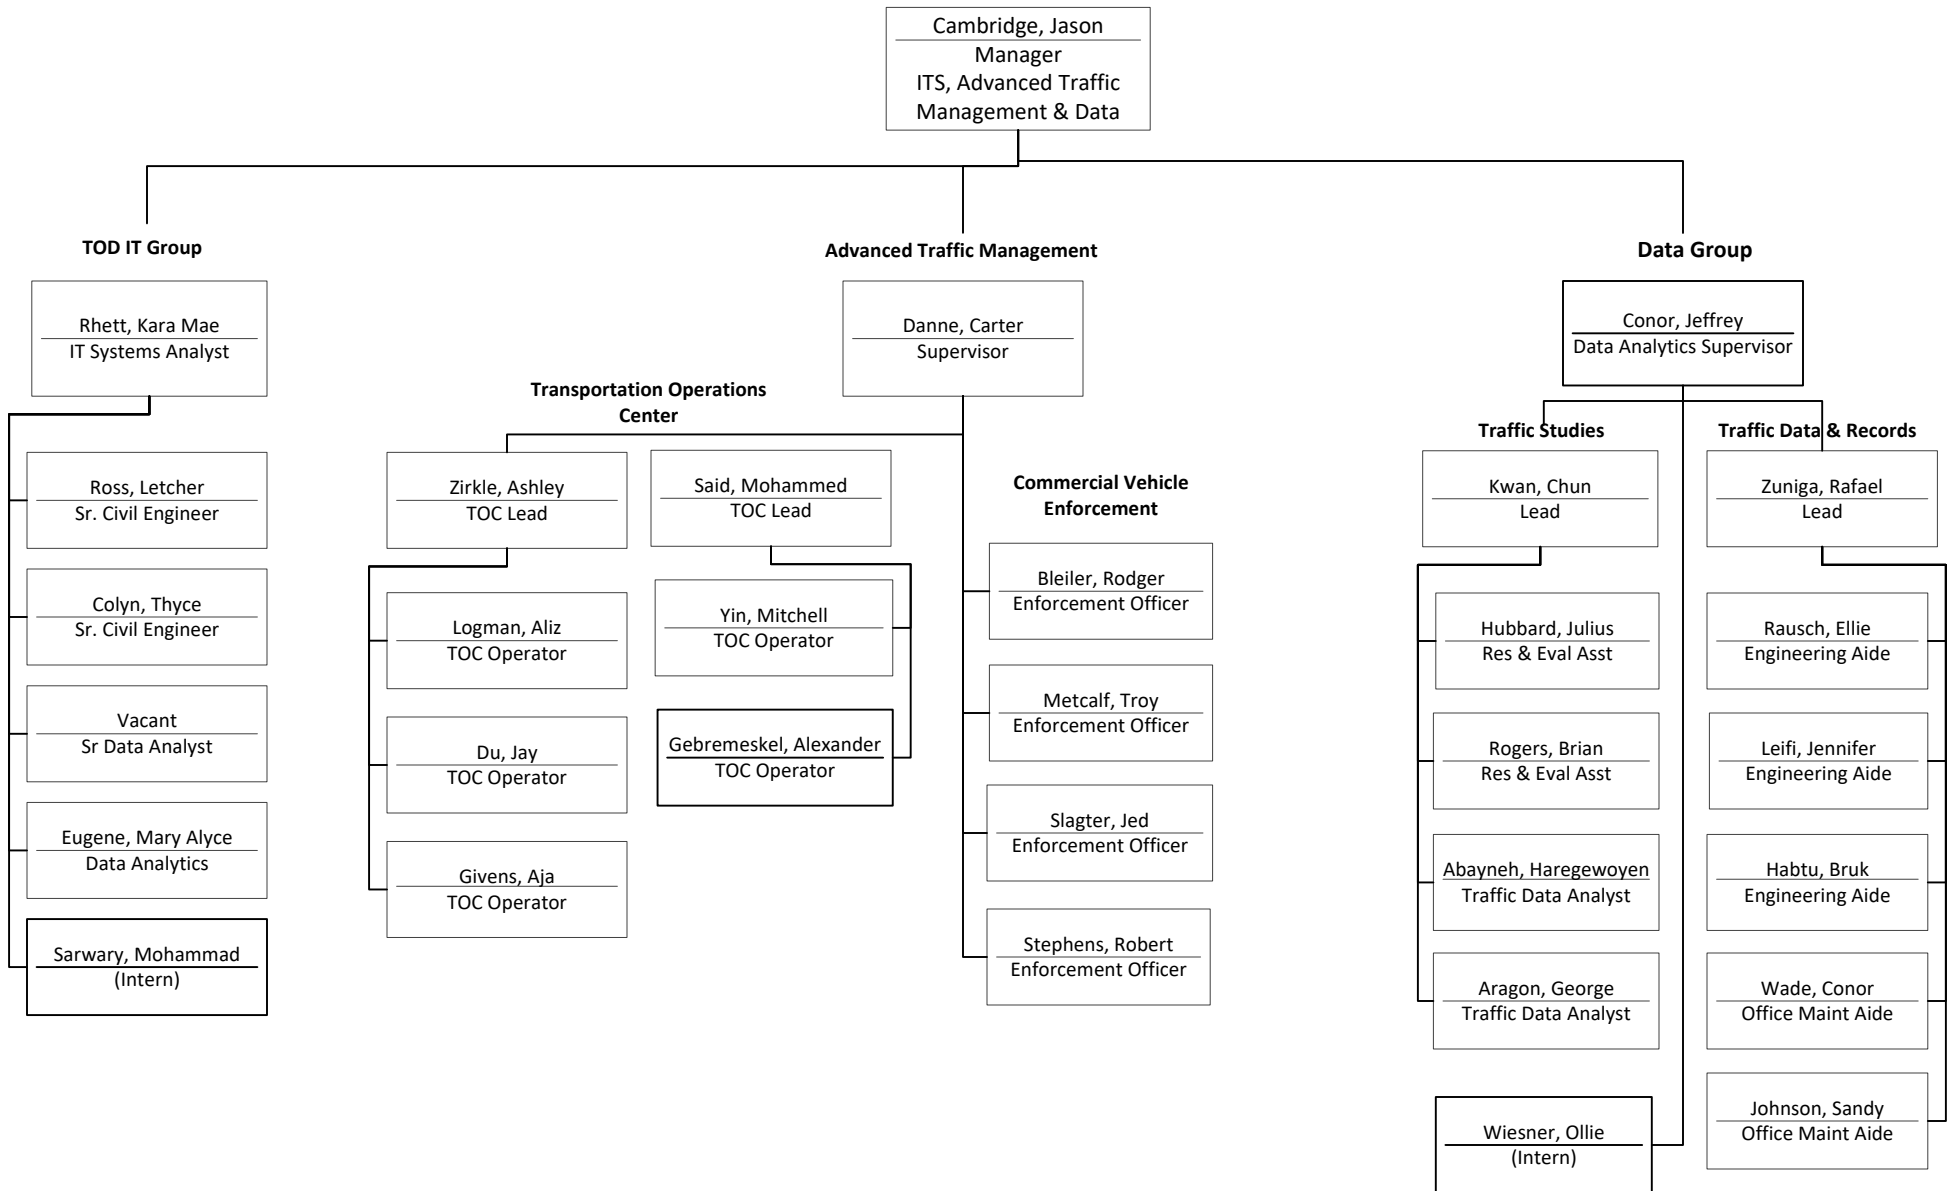 Cambridge, Jason
Manager
ITS, Advanced Traffic
Management & Data
TOD IT Group
Rhett, Kara Mae
IT Systems Analyst
Ross, Letcher
Sr. Civil Engineer
Colyn, Thyce
Sr. Civil Engineer
Vacant
Sr Data Analyst
Eugene, Mary Alyce
Data Analytics
Sarwary, Mohammad
(Intern)
Advanced Traffic Management
Danne, Carter
Supervisor
Transportation Operations
Center
Zirkle, Ashley
TOC Lead
Logman, Aliz
TOC Operator
Du, Jay
TOC Operator
Givens, Aja
TOC Operator
Said, Mohammed
TOC Lead
Yin, Mitchell
TOC Operator
Gebremeskel, Alexander
TOC Operator
Commercial Vehicle
Enforcement
Bleiler, Rodger
Enforcement Officer
Metcalf, Troy
Enforcement Officer
Slagter, Jed
Enforcement Officer
Stephens, Robert
Enforcement Officer
Data Group
Conor, Jeffrey
Data Analytics Supervisor
Traffic Studies
Kwan, Chun
Lead
Hubbard, Julius
Res & Eval Asst
Rogers, Brian
Res & Eval Asst
Abayneh, Haregewoyen
Traffic Data Analyst
Aragon, George
Traffic Data Analyst
Wiesner, Ollie
(Intern)
Traffic Data & Records
Zuniga, Rafael
Lead
Rausch, Ellie
Engineering Aide
Leifi, Jennifer
Engineering Aide
Habtu, Bruk
Engineering Aide
Wade, Conor
Office Maint Aide
Johnson, Sandy
Office Maint Aide